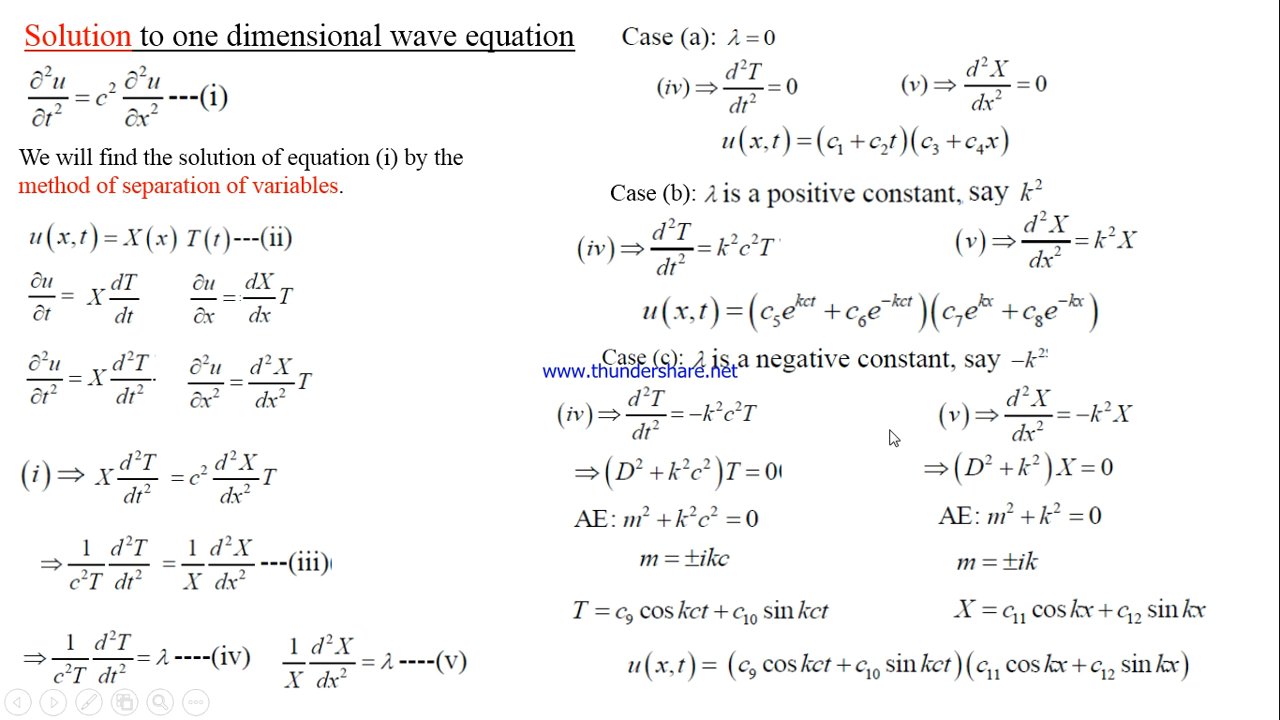 Solution to one dimensional wave equation
∂²u/∂t² = c² ∂²u/∂x² ---(i)
We will find the solution of equation (i) by the
method of separation of variables.
u(x,t) = X(x) T(t)---(ii)
∂u/∂t = X dT/dt   ∂u/∂x = dX/dx T
∂²u/∂t² = X d²T/dt²   ∂²u/∂x² = d²X/dx² T
(i) ⇒ X d²T/dt² = c² d²X/dx² T
⇒ 1/c²T d²T/dt² = 1/X d²X/dx² ---(iii)
⇒ 1/c²T d²T/dt² = λ ----(iv)   1/X d²X/dx² = λ ----(v)
Case (a): λ = 0
(iv) ⇒ d²T/dt² = 0   (v) ⇒ d²X/dx² = 0
u(x,t) = (c₁ + c₂t)(c₃ + c₄x)
Case (b): λ is a positive constant, say k²
(iv) ⇒ d²T/dt² = k²c²T   (v) ⇒ d²X/dx² = k²X
u(x,t) = (c₅e^{kct} + c₆e^{-kct})(c₇e^{kx} + c₈e^{-kx})
Case (c): λ is a negative constant, say −k²
www.thundershare.net
(iv) ⇒ d²T/dt² = −k²c²T   (v) ⇒ d²X/dx² = −k²X
⇒ (D² + k²c²)T = 0   ⇒ (D² + k²)X = 0
AE: m² + k²c² = 0   AE: m² + k² = 0
m = ±ikc   m = ±ik
T = c₉ cos kct + c₁₀ sin kct   X = c₁₁ cos kx + c₁₂ sin kx
u(x,t) = (c₉ cos kct + c₁₀ sin kct)(c₁₁ cos kx + c₁₂ sin kx)